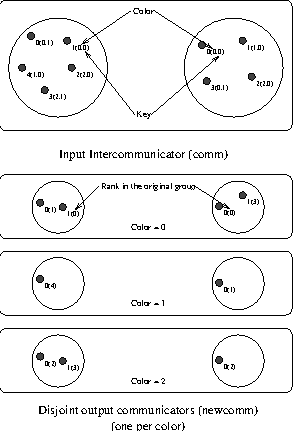 Color
0(0,1)
1(0,0)
4(1,0)
2(2,0)
3(2,1)
0(0,0)
1(1,0)
2(2,0)
3(0,1)
Key
Input Intercommunicator (comm)
Rank in the original group
0(1)
1(0)
0(0)
1(3)
Color = 0
0(4)
0(1)
Color = 1
0(2)
1(3)
0(2)
Color = 2
Disjoint output communicators (newcomm)
(one per color)